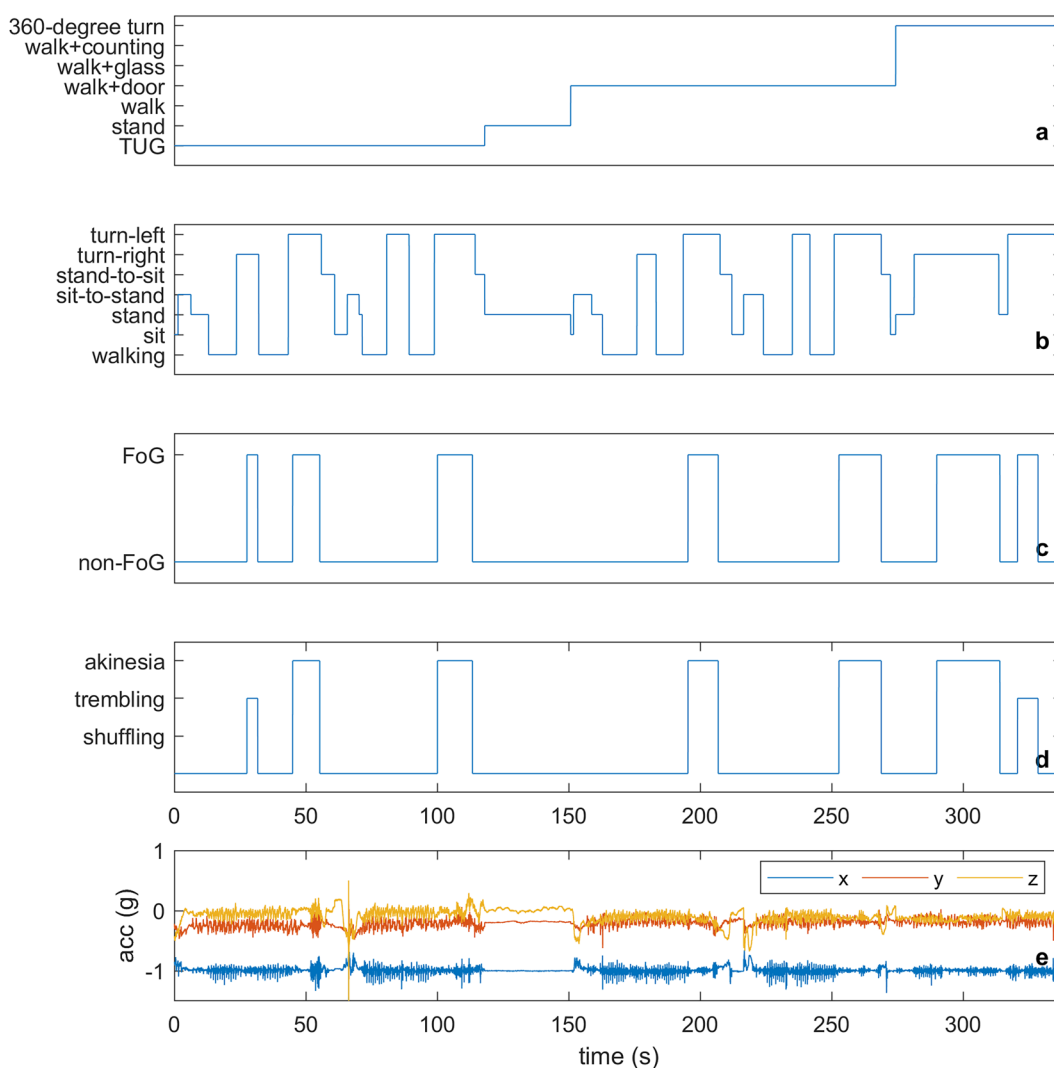 360-degree turn
walk+counting
walk+glass
walk+door
walk
stand
TUG
a
turn-left
turn-right
stand-to-sit
sit-to-stand
stand
sit
walking
b
FoG
non-FoG
c
akinesia
trembling
shuffling
d
0 50 100 150 200 250 300
1
0
-1
acc (g)
x y z
e
0 50 100 150 200 250 300
time (s)